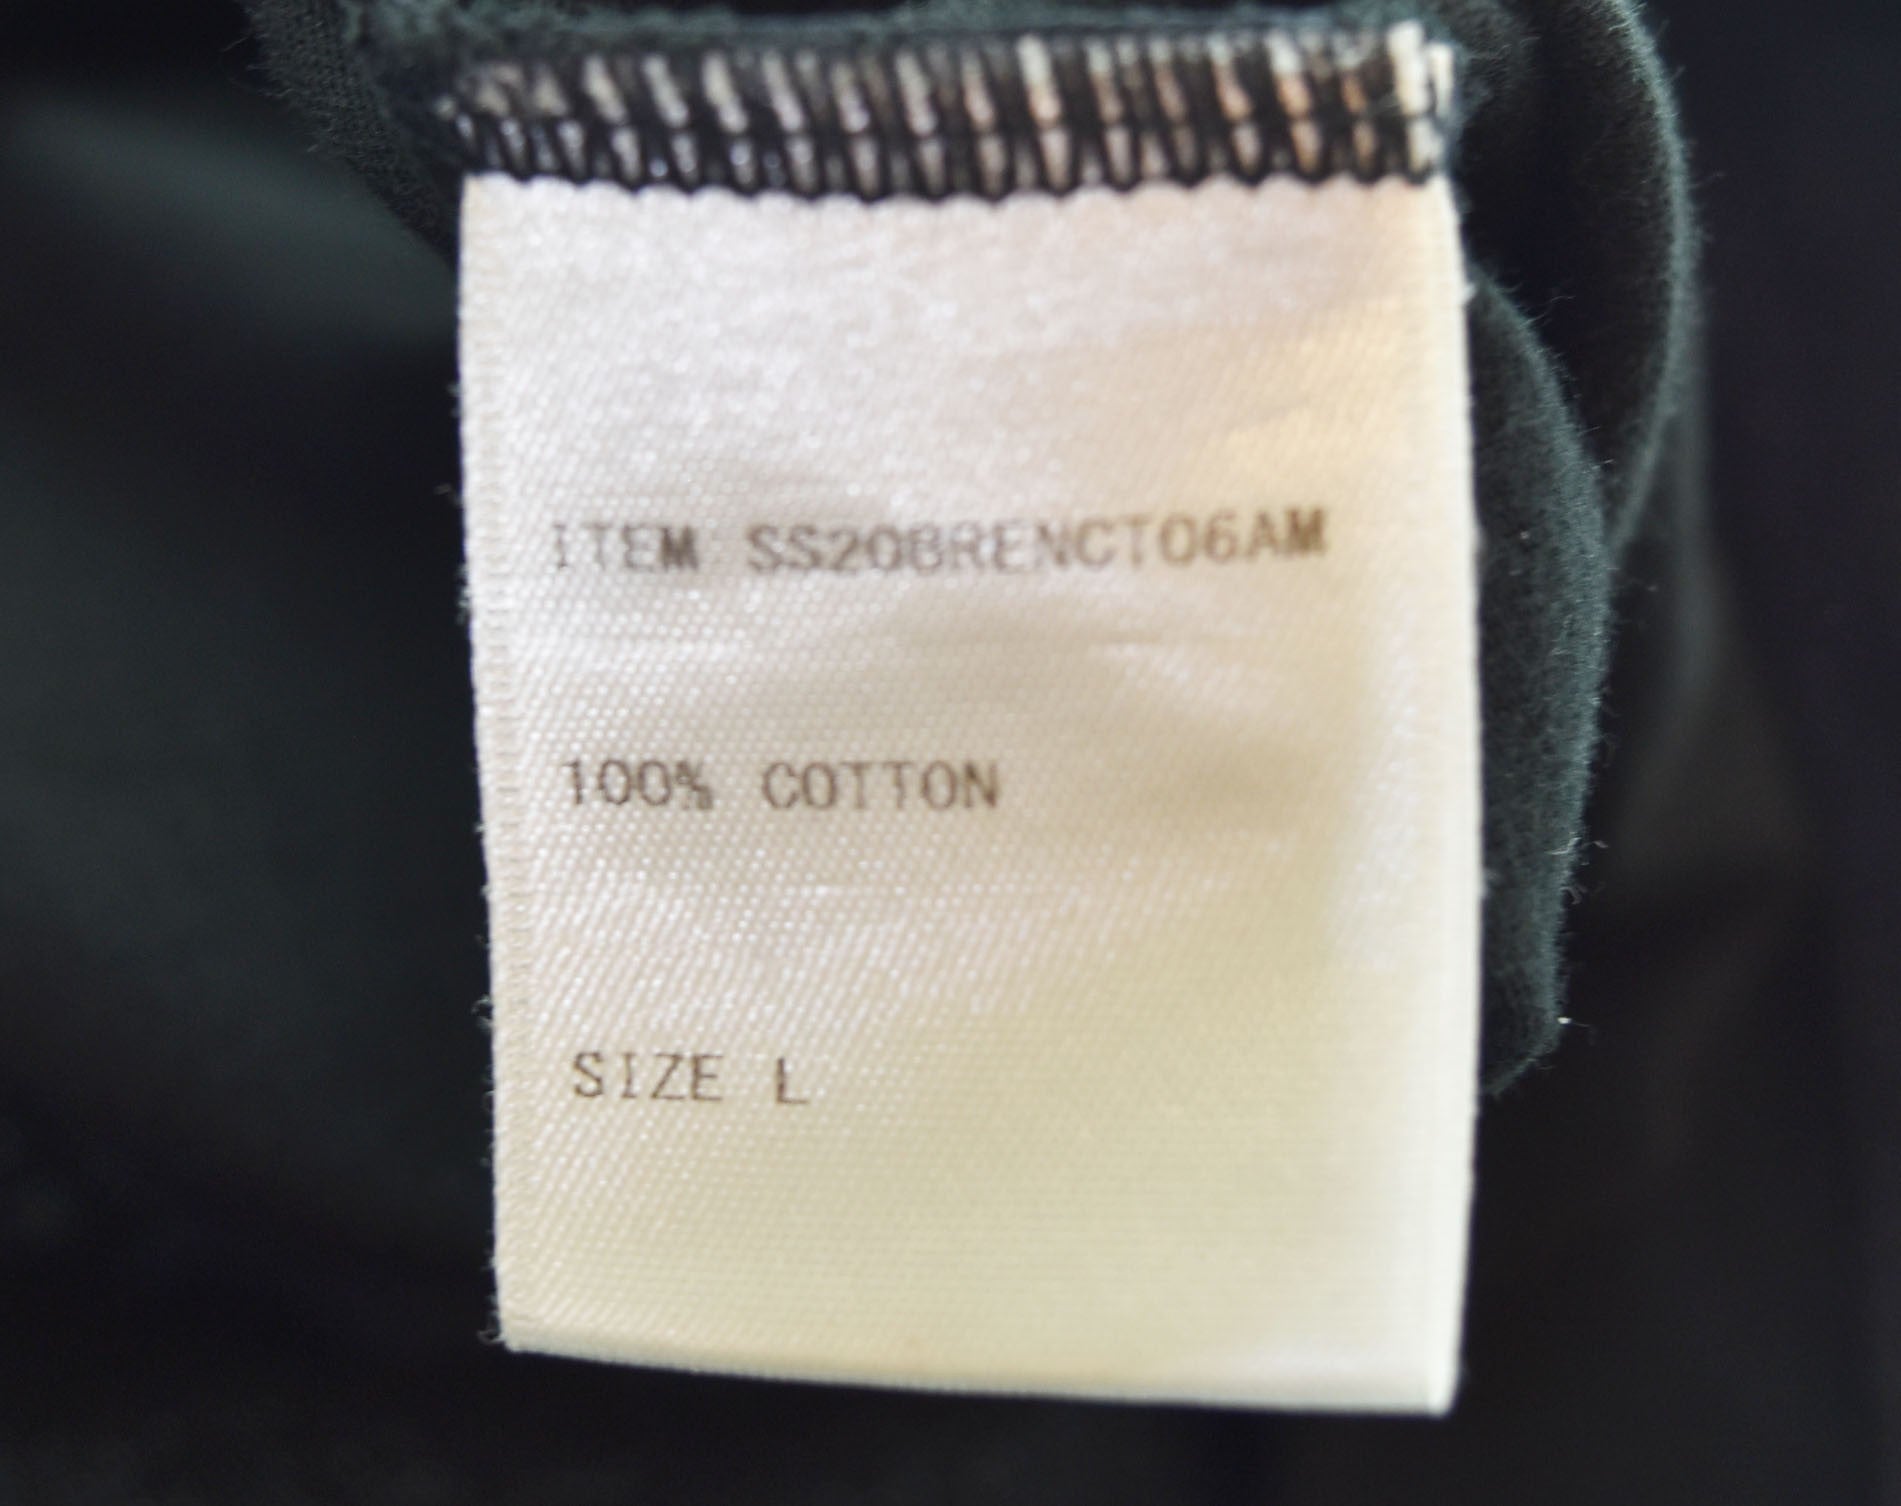 ITEM SS20BRENCT06AM
100% COTTON
SIZE L